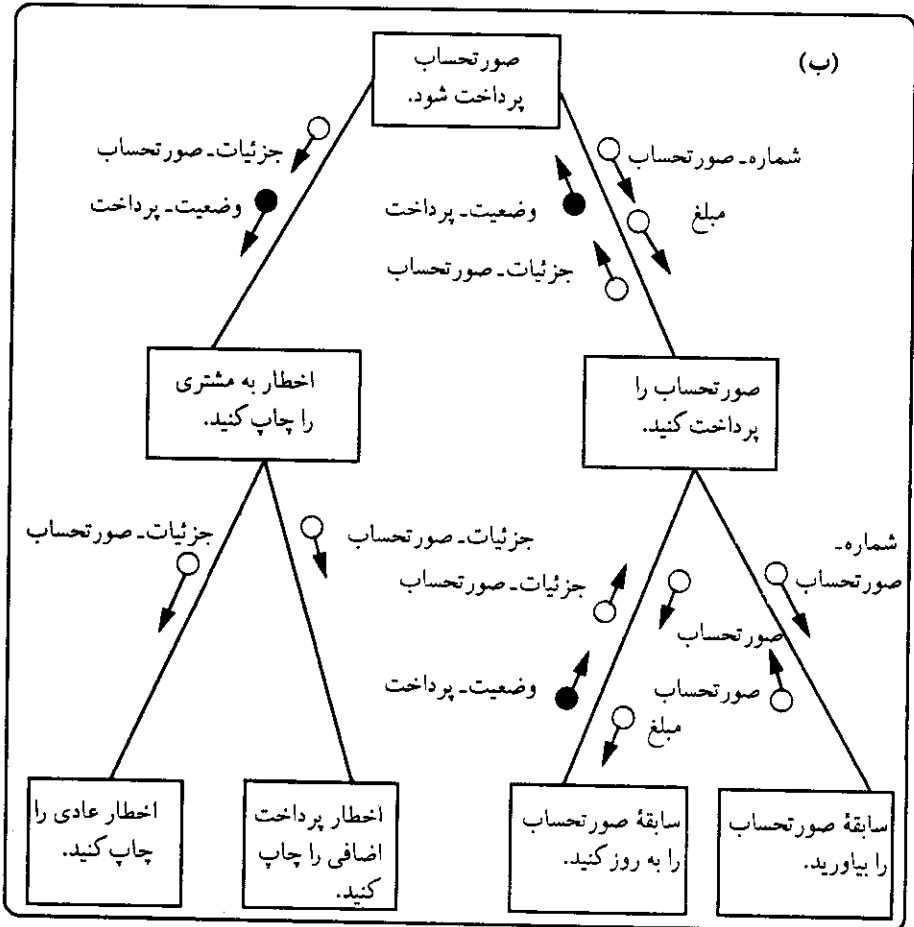 (ب)
صورتحساب
پرداخت شود.
شماره-صورتحساب
مبلغ
وضعیت-پرداخت
جزئیات-صورتحساب
جزئیات-صورتحساب
وضعیت-پرداخت
صورتحساب را
پرداخت کنید.
اخطار به مشتری
را چاپ کنید.
شماره-
صورتحساب
صورتحساب
صورتحساب
جزئیات-صورتحساب
وضعیت-پرداخت
مبلغ
جزئیات-صورتحساب
جزئیات-صورتحساب
سابقهٔ صورتحساب
را بیاورید.
سابقهٔ صورتحساب
را به روز کنید.
اخطار پرداخت
اضافی را چاپ
کنید.
اخطار عادی را
چاپ کنید.